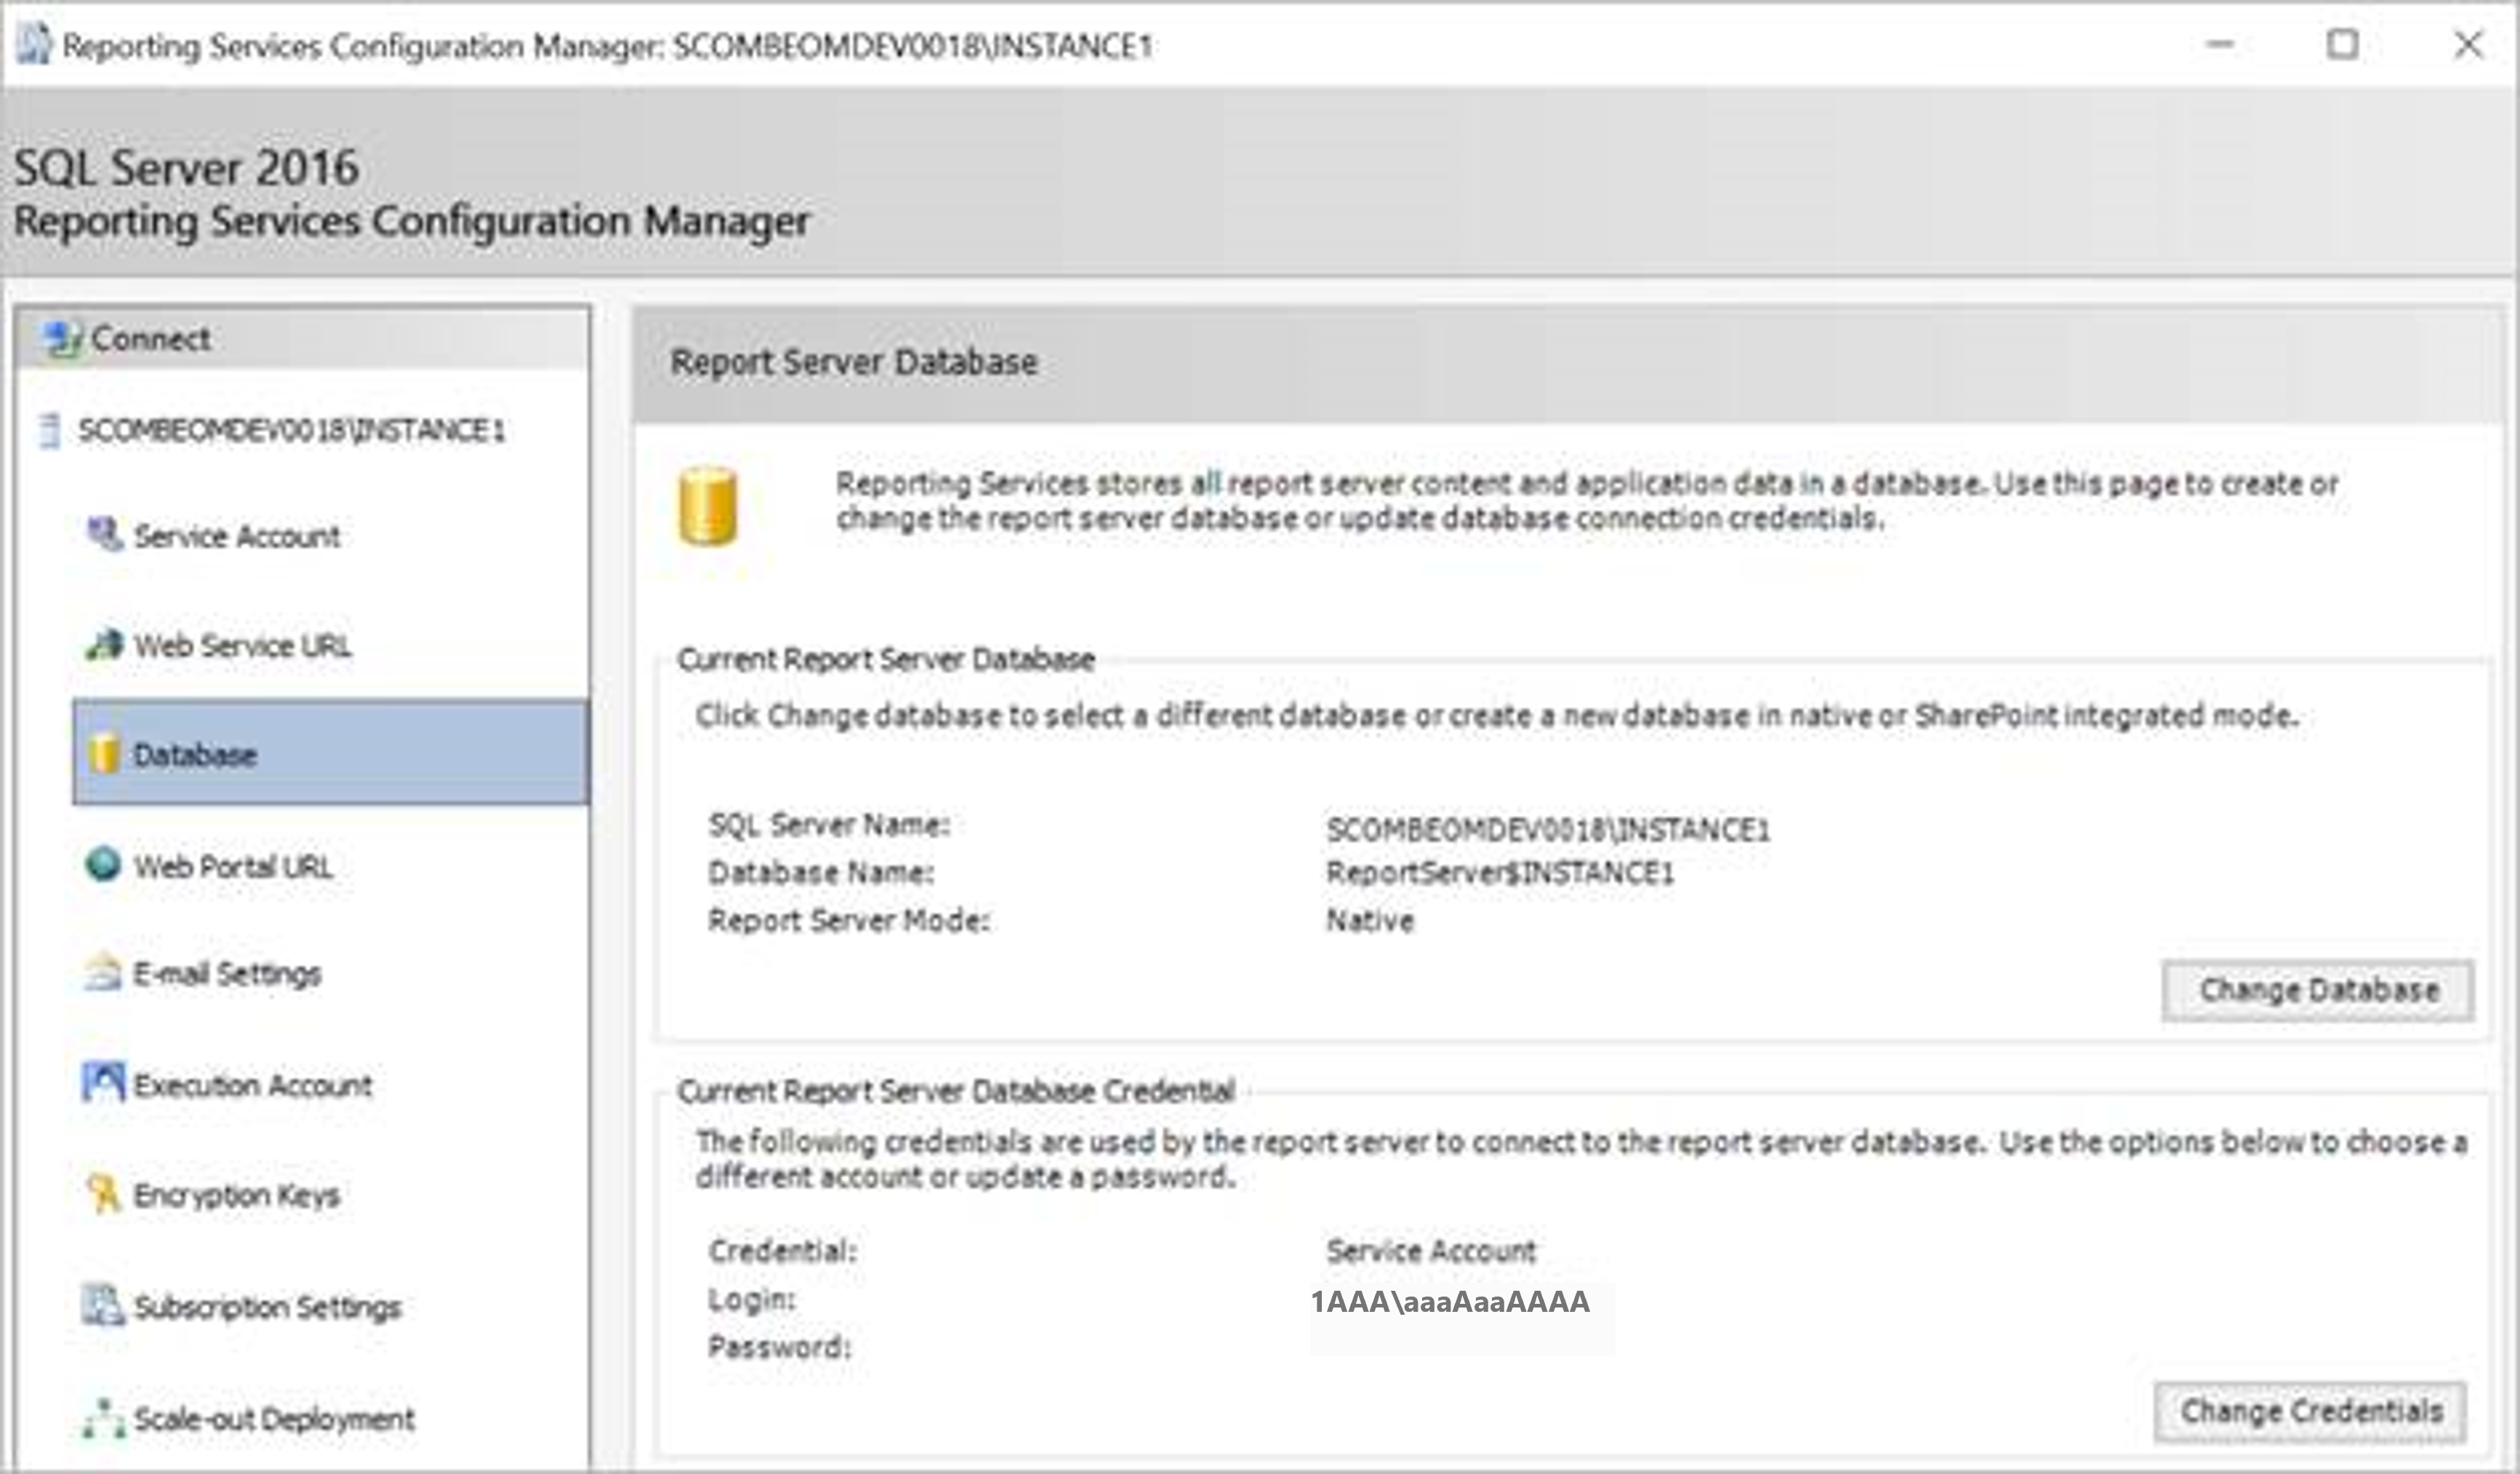 Reporting Services Configuration Manager: SCOMBEOMDEV0018\INSTANCE1
SQL Server 2016
Reporting Services Configuration Manager
Connect
SCOMBEOMDEV0018\INSTANCE1
Service Account
Web Service URL
Database
Web Portal URL
E-mail Settings
Execution Account
Encryption Keys
Subscription Settings
Scale-out Deployment
Report Server Database
Reporting Services stores all report server content and application data in a database. Use this page to create or
change the report server database or update database connection credentials.
Current Report Server Database
Click Change database to select a different database or create a new database in native or SharePoint integrated mode.
SQL Server Name: SCOMBEOMDEV0018\INSTANCE1
Database Name: ReportServer$INSTANCE1
Report Server Mode: Native
Change Database
Current Report Server Database Credential
The following credentials are used by the report server to connect to the report server database. Use the options below to choose a
different account or update a password.
Credential: Service Account
Login: 1AAA\aaaAaaAAAA
Password:
Change Credentials